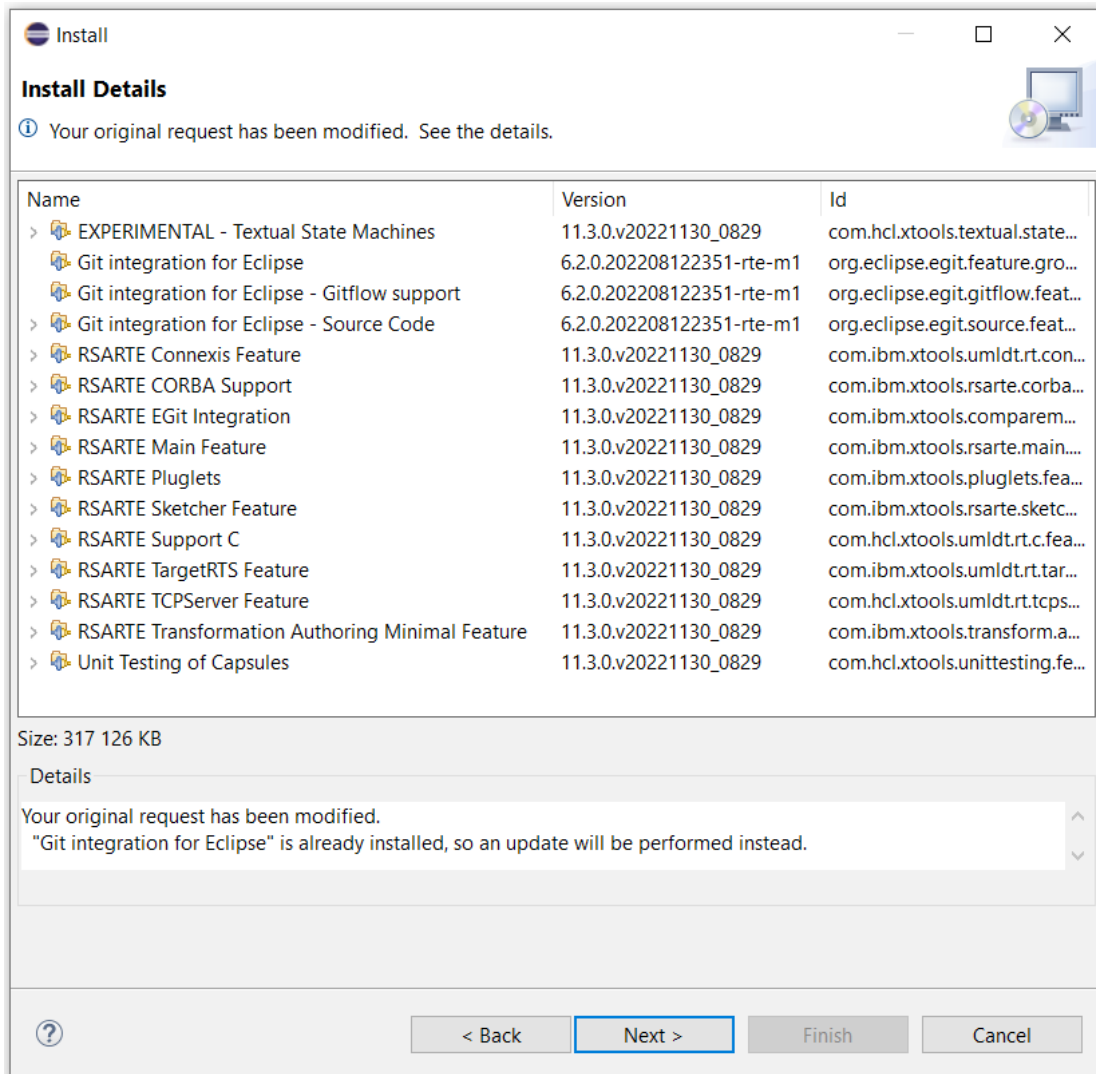 Install
Install Details
Your original request has been modified.  See the details.
Name Version Id
EXPERIMENTAL - Textual State Machines 11.3.0.v20221130_0829 com.hcl.xtools.textual.state...
Git integration for Eclipse 6.2.0.202208122351-rte-m1 org.eclipse.egit.feature.gro...
Git integration for Eclipse - Gitflow support 6.2.0.202208122351-rte-m1 org.eclipse.egit.gitflow.feat...
Git integration for Eclipse - Source Code 6.2.0.202208122351-rte-m1 org.eclipse.egit.source.feat...
RSARTE Connexis Feature 11.3.0.v20221130_0829 com.ibm.xtools.umldt.rt.con...
RSARTE CORBA Support 11.3.0.v20221130_0829 com.ibm.xtools.rsarte.corba...
RSARTE EGit Integration 11.3.0.v20221130_0829 com.ibm.xtools.comparem...
RSARTE Main Feature 11.3.0.v20221130_0829 com.ibm.xtools.rsarte.main....
RSARTE Pluglets 11.3.0.v20221130_0829 com.ibm.xtools.pluglets.fea...
RSARTE Sketcher Feature 11.3.0.v20221130_0829 com.ibm.xtools.rsarte.sketc...
RSARTE Support C 11.3.0.v20221130_0829 com.hcl.xtools.umldt.rt.c.fea...
RSARTE TargetRTS Feature 11.3.0.v20221130_0829 com.ibm.xtools.umldt.rt.tar...
RSARTE TCPServer Feature 11.3.0.v20221130_0829 com.hcl.xtools.umldt.rt.tcps...
RSARTE Transformation Authoring Minimal Feature 11.3.0.v20221130_0829 com.ibm.xtools.transform.a...
Unit Testing of Capsules 11.3.0.v20221130_0829 com.hcl.xtools.unittesting.fe...
Size: 317 126 KB
Details
Your original request has been modified.
"Git integration for Eclipse" is already installed, so an update will be performed instead.
? < Back Next > Finish Cancel